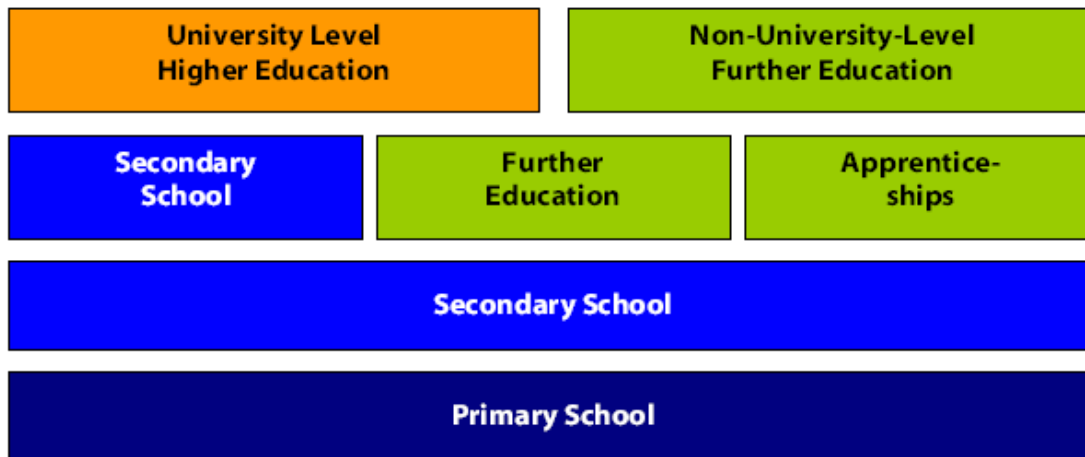 University Level
Higher Education
Non-University-Level
Further Education
Secondary
School
Further
Education
Apprentice-
ships
Secondary School
Primary School